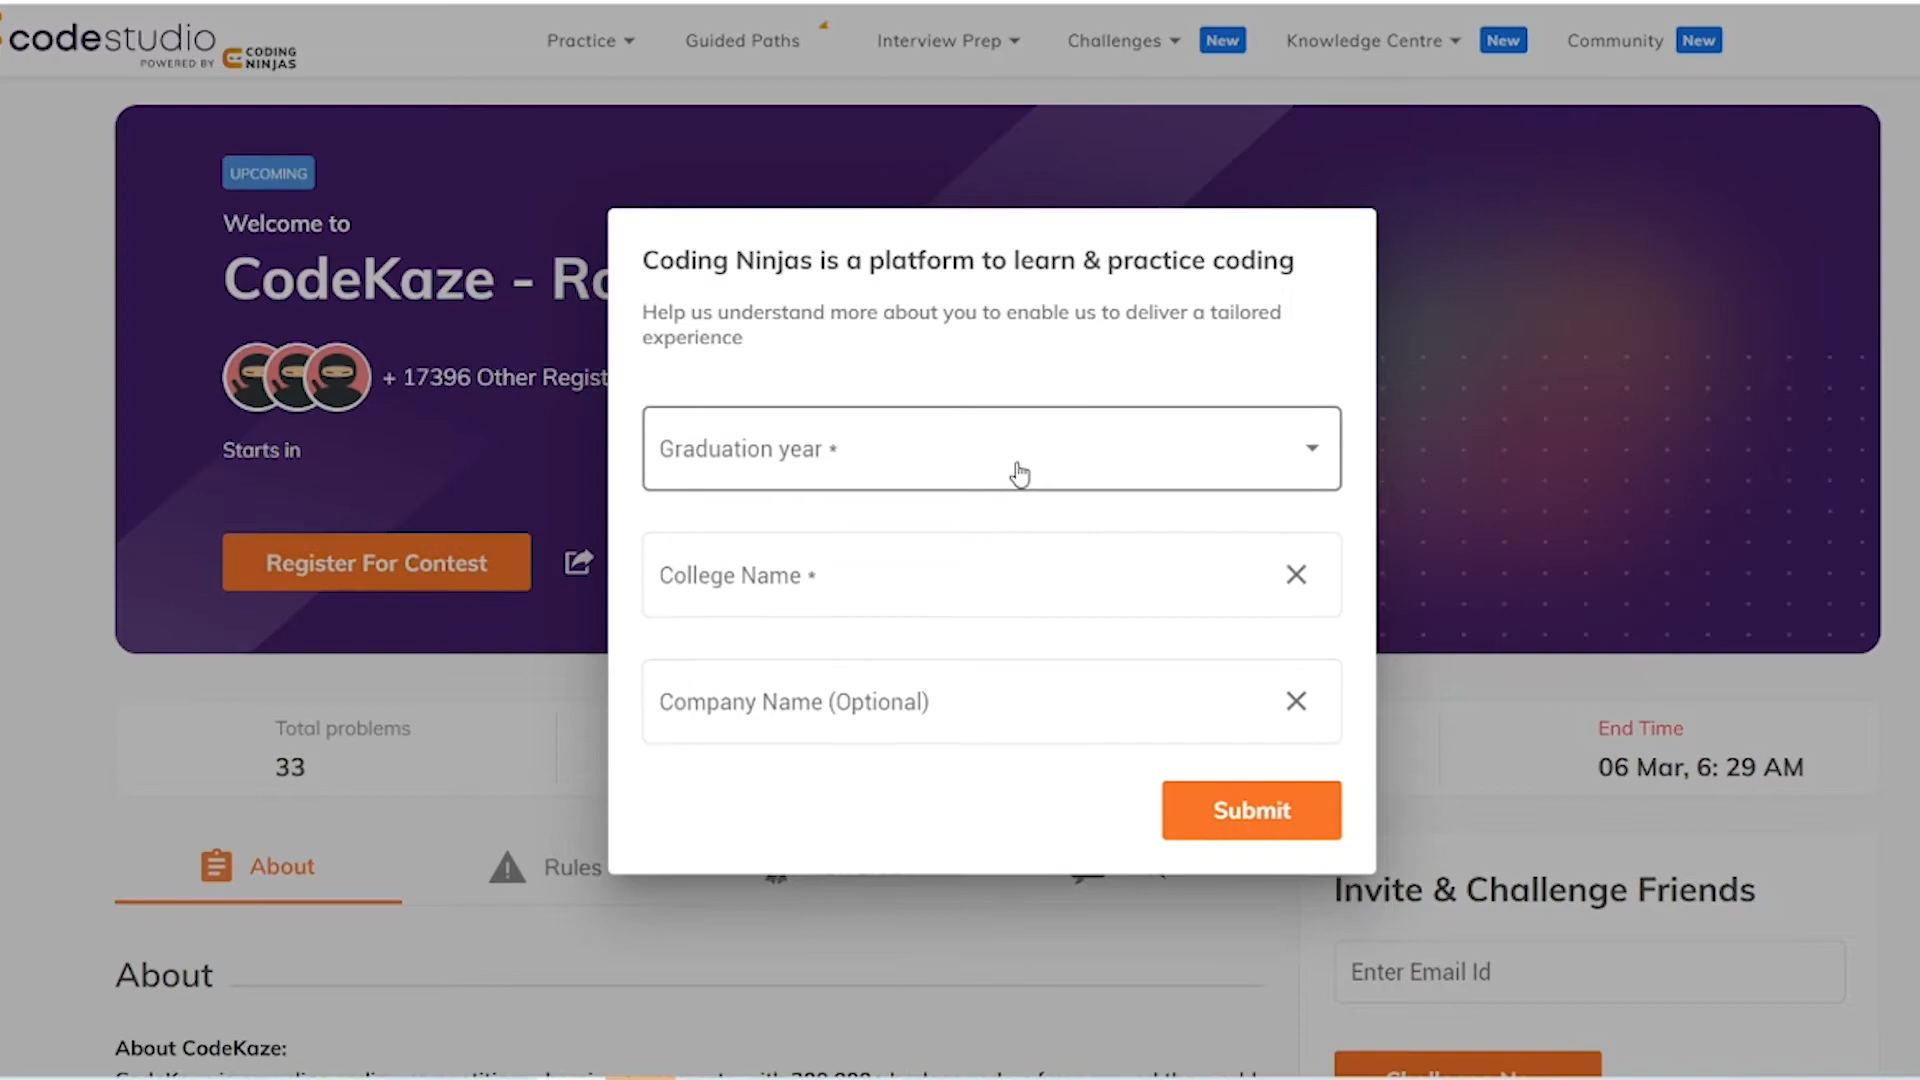 codestudio
POWERED BY CODING NINJAS
Practice
Guided Paths
Interview Prep
Challenges New
Knowledge Centre New
Community New
UPCOMING
Welcome to
CodeKaze - Ro
+ 17396 Other Regist
Starts in
Register For Contest
Coding Ninjas is a platform to learn & practice coding
Help us understand more about you to enable us to deliver a tailored
experience
Graduation year *
College Name *
Company Name (Optional)
Submit
Total problems
33
End Time
06 Mar, 6: 29 AM
About
Rules
Invite & Challenge Friends
Enter Email Id
About
About CodeKaze: